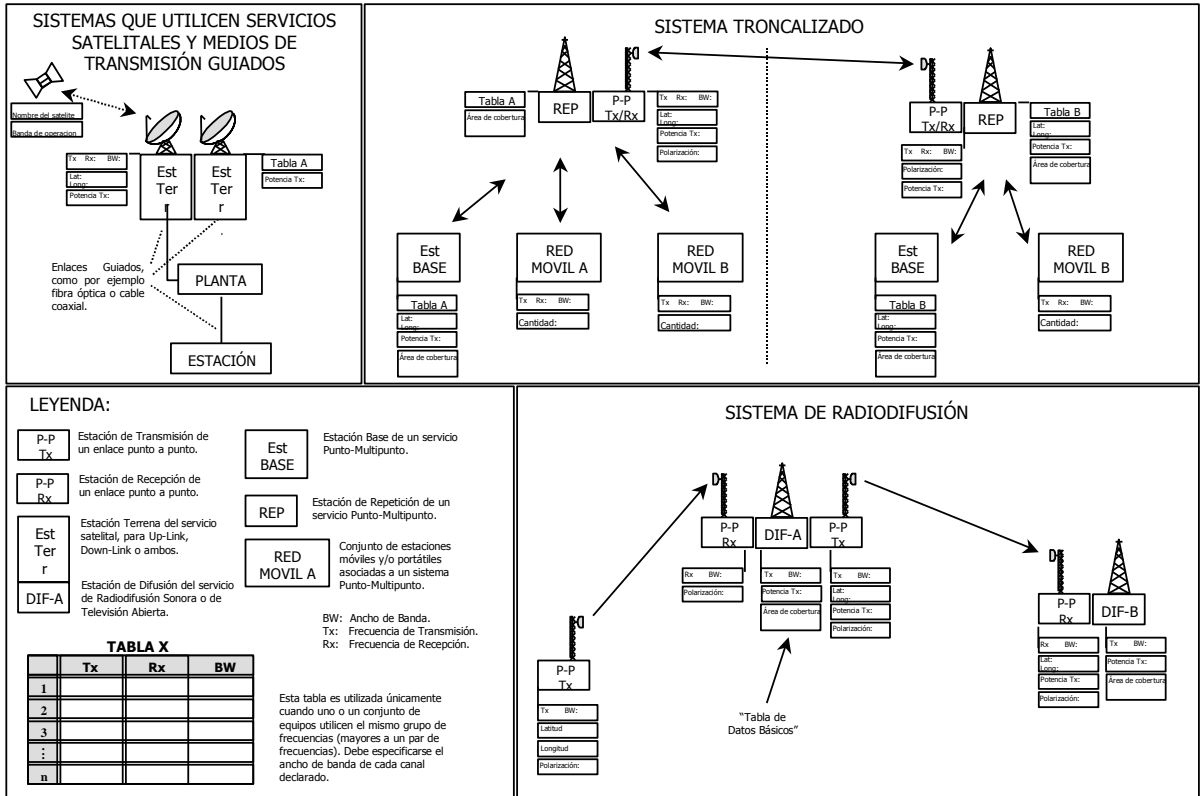 SISTEMAS QUE UTILICEN SERVICIOS
SATELITALES Y MEDIOS DE
TRANSMISIÓN GUIADOS
Nombre del satelite
Banda de operacion
Tx Rx: BW:
Lat:
Long:
Potencia Tx:
Est
Ter
r
Est
Ter
r
Tabla A
Potencia Tx:
Enlaces Guiados,
como por ejemplo
fibra óptica o cable
coaxial.
PLANTA
ESTACIÓN
SISTEMA TRONCALIZADO
Tabla A
Área de cobertura
REP
P-P
Tx/Rx
Tx Rx: BW:
Lat:
Long:
Potencia Tx:
Polarización:
P-P
Tx/Rx
REP
Tabla B
Lat:
Long:
Potencia Tx:
Área de cobertura
Tx Rx: BW:
Polarización:
Potencia Tx:
Est
BASE
Tabla A
Lat:
Long:
Potencia Tx:
Área de cobertura
RED
MOVIL A
Tx Rx: BW:
Cantidad:
RED
MOVIL B
Tx Rx: BW:
Cantidad:
Est
BASE
Tabla B
Lat:
Long:
Potencia Tx:
Área de cobertura
RED
MOVIL B
Tx Rx: BW:
Cantidad:
LEYENDA:
P-P
Tx
Estación de Transmisión de
un enlace punto a punto.
P-P
Rx
Estación de Recepción de
un enlace punto a punto.
Est
Ter
r
Estación Terrena del servicio
satelital, para Up-Link,
Down-Link o ambos.
DIF-A
Estación de Difusión del servicio
de Radiodifusión Sonora o de
Televisión Abierta.
Est
BASE
Estación Base de un servicio
Punto-Multipunto.
REP
Estación de Repetición de un
servicio Punto-Multipunto.
RED
MOVIL A
Conjunto de estaciones
móviles y/o portátiles
asociadas a un sistema
Punto-Multipunto.
BW: Ancho de Banda.
Tx: Frecuencia de Transmisión.
Rx: Frecuencia de Recepción.
TABLA X
Tx Rx BW
1
2
3
⋮
n
Esta tabla es utilizada únicamente
cuando uno o un conjunto de
equipos utilicen el mismo grupo de
frecuencias (mayores a un par de
frecuencias). Debe especificarse el
ancho de banda de cada canal
declarado.
SISTEMA DE RADIODIFUSIÓN
P-P
Tx
Tx BW:
Latitud
Longitud
Polarización:
P-P
Rx
Rx BW:
Polarización:
DIF-A
Tx BW:
Potencia Tx:
Área de cobertura
P-P
Tx
Tx BW:
Lat:
Long:
Potencia Tx:
Polarización:
"Tabla de
Datos Básicos"
P-P
Rx
Rx BW:
Lat:
Long:
Potencia Tx:
Polarización:
DIF-B
Tx BW:
Potencia Tx:
Área de cobertura